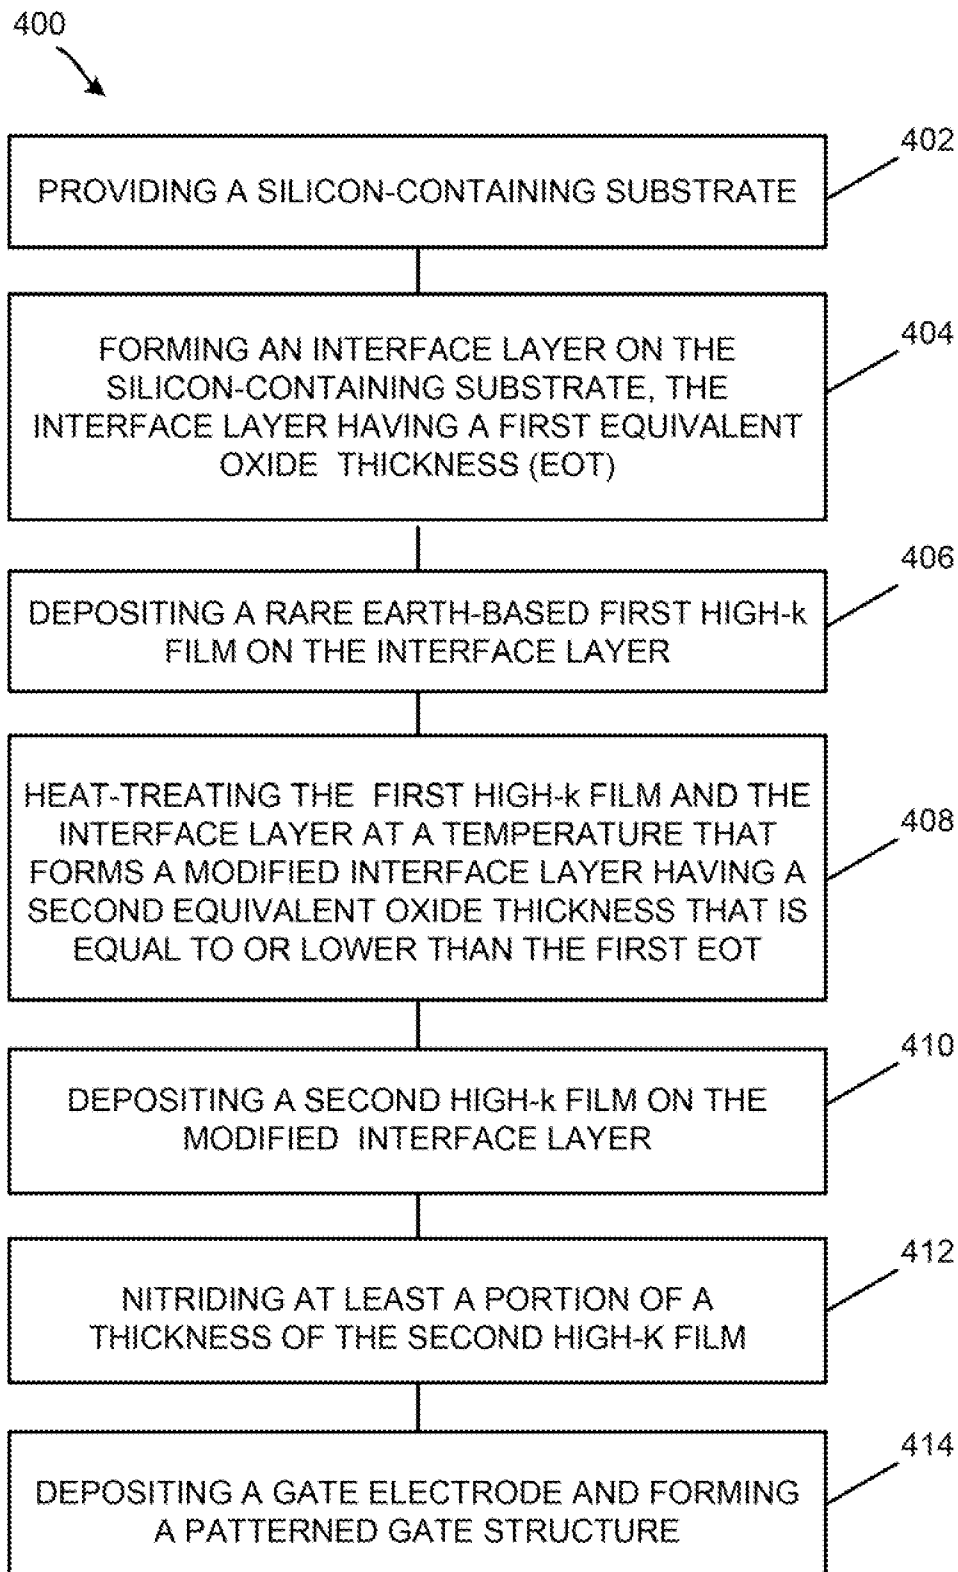 400
402
PROVIDING A SILICON-CONTAINING SUBSTRATE
404
FORMING AN INTERFACE LAYER ON THE
SILICON-CONTAINING SUBSTRATE, THE
INTERFACE LAYER HAVING A FIRST EQUIVALENT
OXIDE THICKNESS (EOT)
406
DEPOSITING A RARE EARTH-BASED FIRST HIGH-k
FILM ON THE INTERFACE LAYER
408
HEAT-TREATING THE FIRST HIGH-k FILM AND THE
INTERFACE LAYER AT A TEMPERATURE THAT
FORMS A MODIFIED INTERFACE LAYER HAVING A
SECOND EQUIVALENT OXIDE THICKNESS THAT IS
EQUAL TO OR LOWER THAN THE FIRST EOT
410
DEPOSITING A SECOND HIGH-k FILM ON THE
MODIFIED INTERFACE LAYER
412
NITRIDING AT LEAST A PORTION OF A
THICKNESS OF THE SECOND HIGH-K FILM
414
DEPOSITING A GATE ELECTRODE AND FORMING
A PATTERNED GATE STRUCTURE